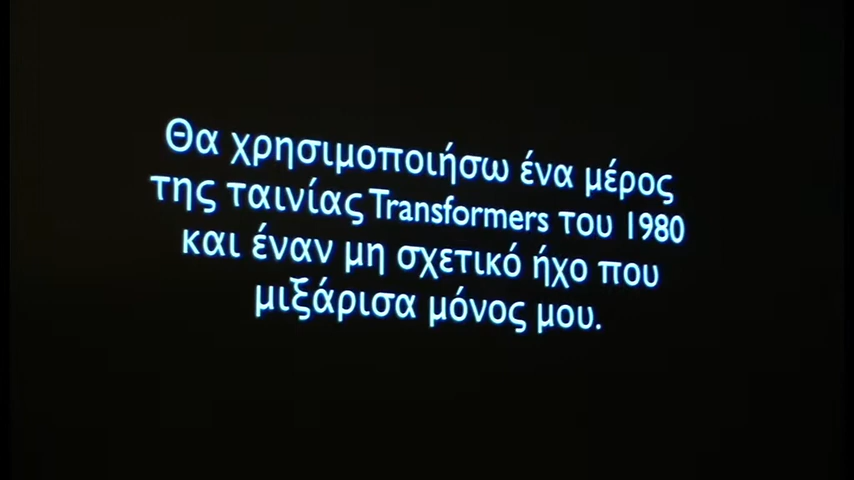 Θα χρησιμοποιήσω ένα μέρος
της ταινίας Transformers του 1980
και έναν μη σχετικό ήχο που
μιξάρισα μόνος μου.